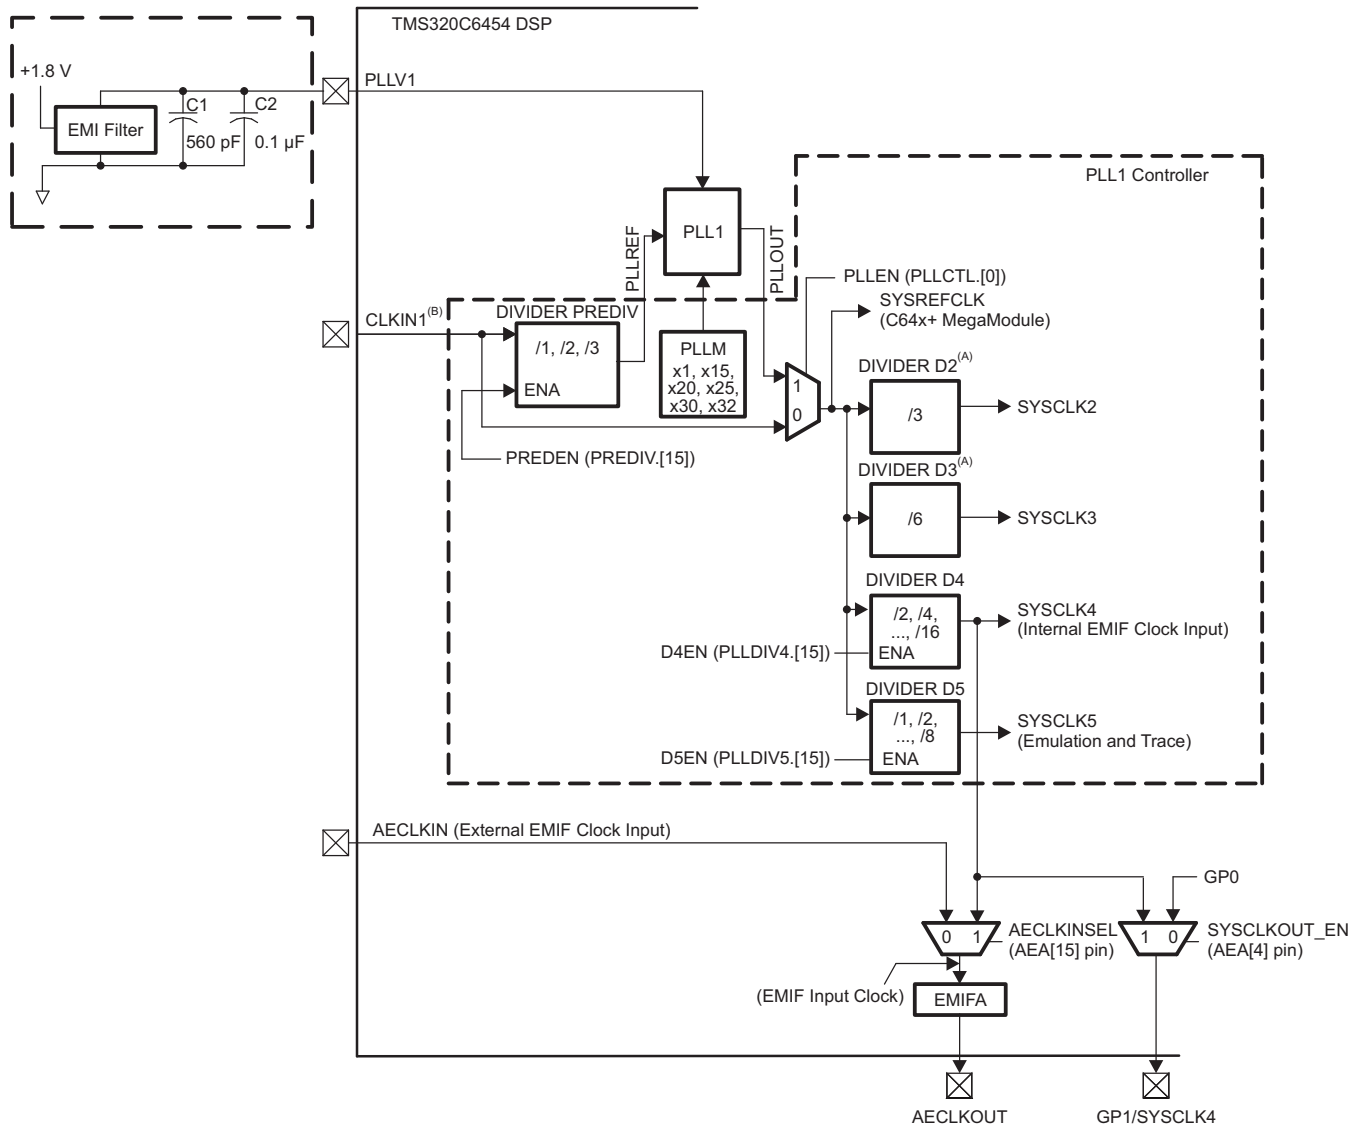 TMS320C6454 DSP
+1.8 V
PLLV1
C1
C2
EMI Filter
560 pF
0.1 µF
PLL1 Controller
PLLREF
PLL1
PLLOUT
PLLEN (PLLCTL.[0])
SYSREFCLK
(C64x+ MegaModule)
CLKIN1(B)
DIVIDER PREDIV
/1, /2, /3
ENA
PLLM
x1, x15,
x20, x25,
x30, x32
1
0
DIVIDER D2(A)
/3
SYSCLK2
PREDEN (PREDIV.[15])
DIVIDER D3(A)
/6
SYSCLK3
DIVIDER D4
/2, /4,
..., /16
ENA
SYSCLK4
(Internal EMIF Clock Input)
D4EN (PLLDIV4.[15])
DIVIDER D5
/1, /2,
..., /8
ENA
SYSCLK5
(Emulation and Trace)
D5EN (PLLDIV5.[15])
AECLKIN (External EMIF Clock Input)
GP0
0 1
AECLKINSEL
(AEA[15] pin)
1 0
SYSCLKOUT_EN
(AEA[4] pin)
(EMIF Input Clock)
EMIFA
AECLKOUT
GP1/SYSCLK4